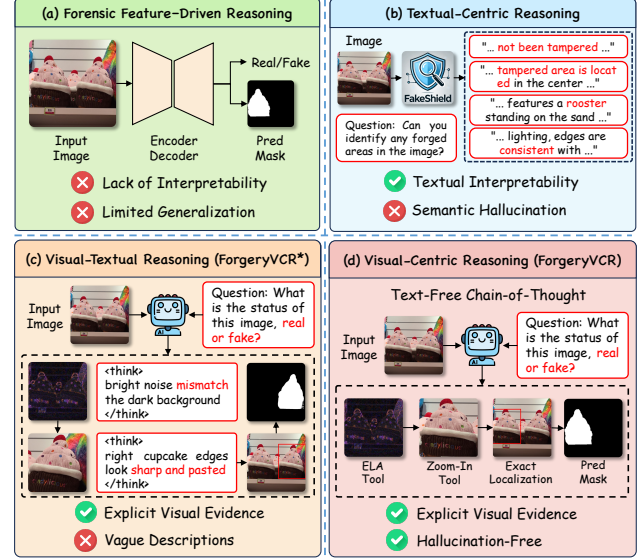 (a) Forensic Feature-Driven Reasoning
Real/Fake
Input
Image
Encoder
Decoder
Pred
Mask
Lack of Interpretability
Limited Generalization
(b) Textual-Centric Reasoning
Image
FakeShield
Question: Can you
identify any forged
areas in the image?
"... not been tampered ..."
"... tampered area is locat
ed in the center ..."
"... features a rooster
standing on the sand ..."
"... lighting, edges are
consistent with ..."
Textual Interpretability
Semantic Hallucination
(c) Visual-Textual Reasoning (ForgeryVCR*)
Input
Image
AI
Question: What
is the status of
this image, real
or fake?
<think>
bright noise mismatch
the dark background
</think>
<think>
right cupcake edges
look sharp and pasted
</think>
Explicit Visual Evidence
Vague Descriptions
(d) Visual-Centric Reasoning (ForgeryVCR)
Text-Free Chain-of-Thought
Input
Image
AI
Question: What
is the status of
this image, real
or fake?
ELA
Tool
Zoom-In
Tool
Exact
Localization
Pred
Mask
Explicit Visual Evidence
Hallucination-Free